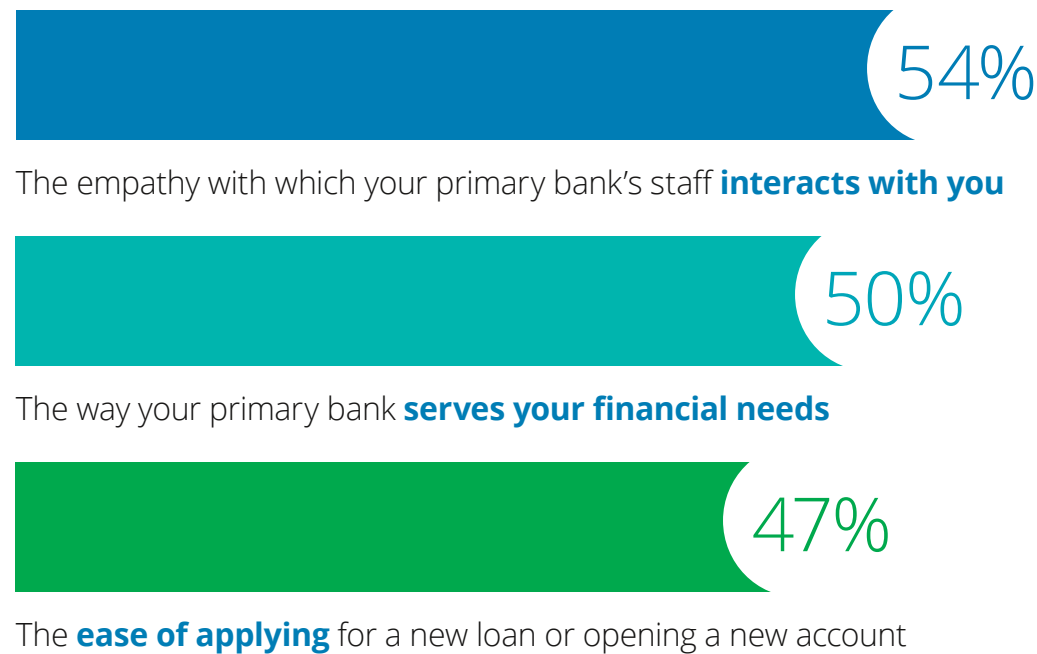 54%
The empathy with which your primary bank’s staff interacts with you
50%
The way your primary bank serves your financial needs
47%
The ease of applying for a new loan or opening a new account